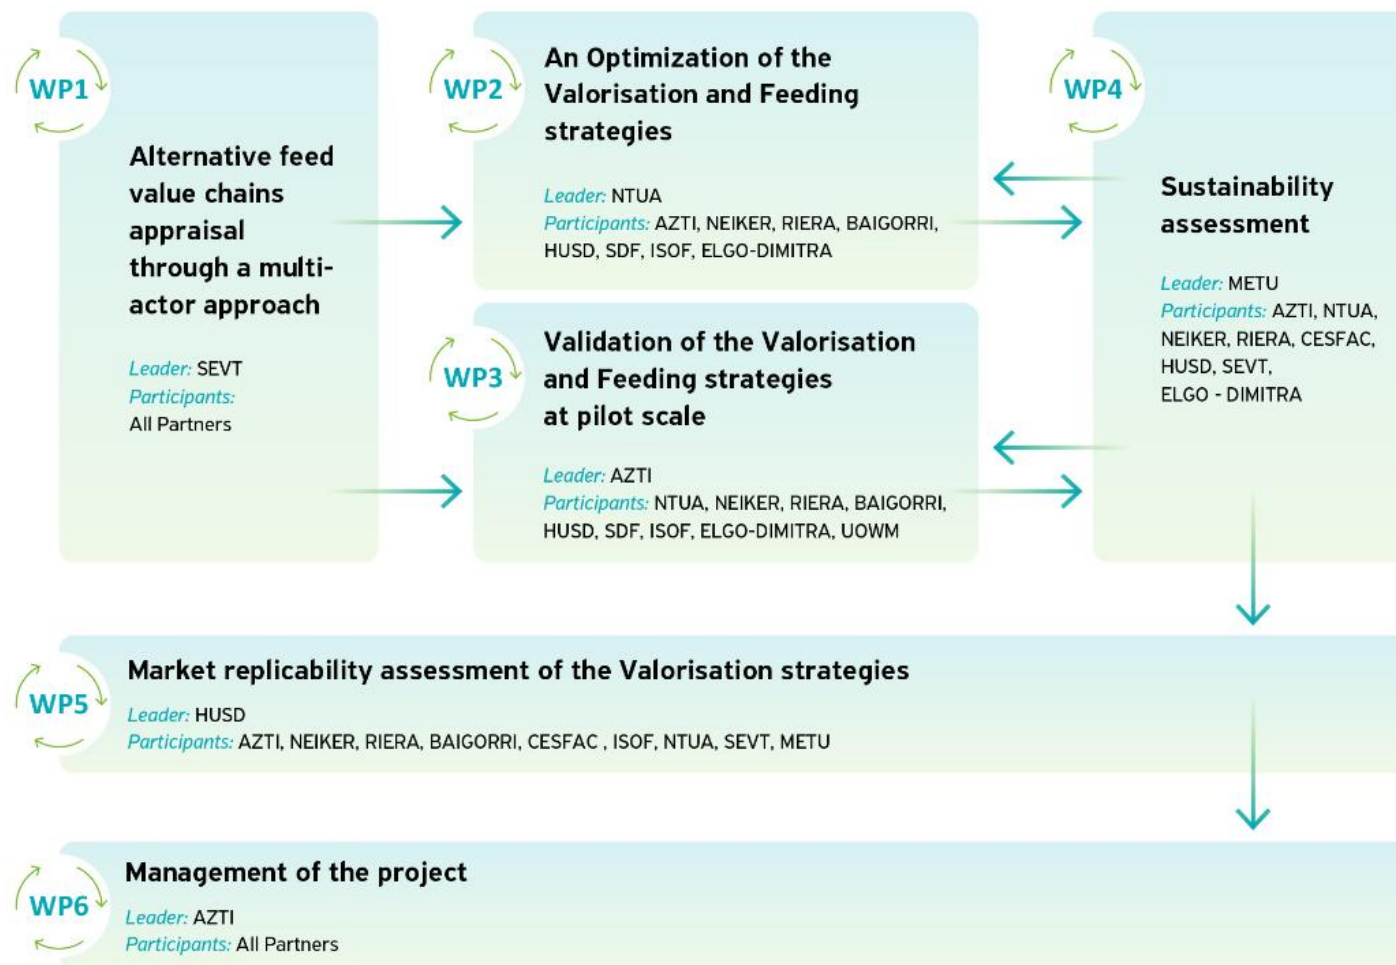 WP1
Alternative feed
value chains
appraisal
through a multi-
actor approach
Leader: SEVT
Participants:
All Partners
WP2
An Optimization of the
Valorisation and Feeding
strategies
Leader: NTUA
Participants: AZTI, NEIKER, RIERA, BAIGORRI,
HUSD, SDF, ISOF, ELGO-DIMITRA
WP3
Validation of the Valorisation
and Feeding strategies
at pilot scale
Leader: AZTI
Participants: NTUA, NEIKER, RIERA, BAIGORRI,
HUSD, SDF, ISOF, ELGO-DIMITRA, UOWM
WP4
Sustainability
assessment
Leader: METU
Participants: AZTI, NTUA,
NEIKER, RIERA, CESFAC,
HUSD, SEVT,
ELGO - DIMITRA
WP5
Market replicability assessment of the Valorisation strategies
Leader: HUSD
Participants: AZTI, NEIKER, RIERA, BAIGORRI, CESFAC , ISOF, NTUA, SEVT, METU
WP6
Management of the project
Leader: AZTI
Participants: All Partners